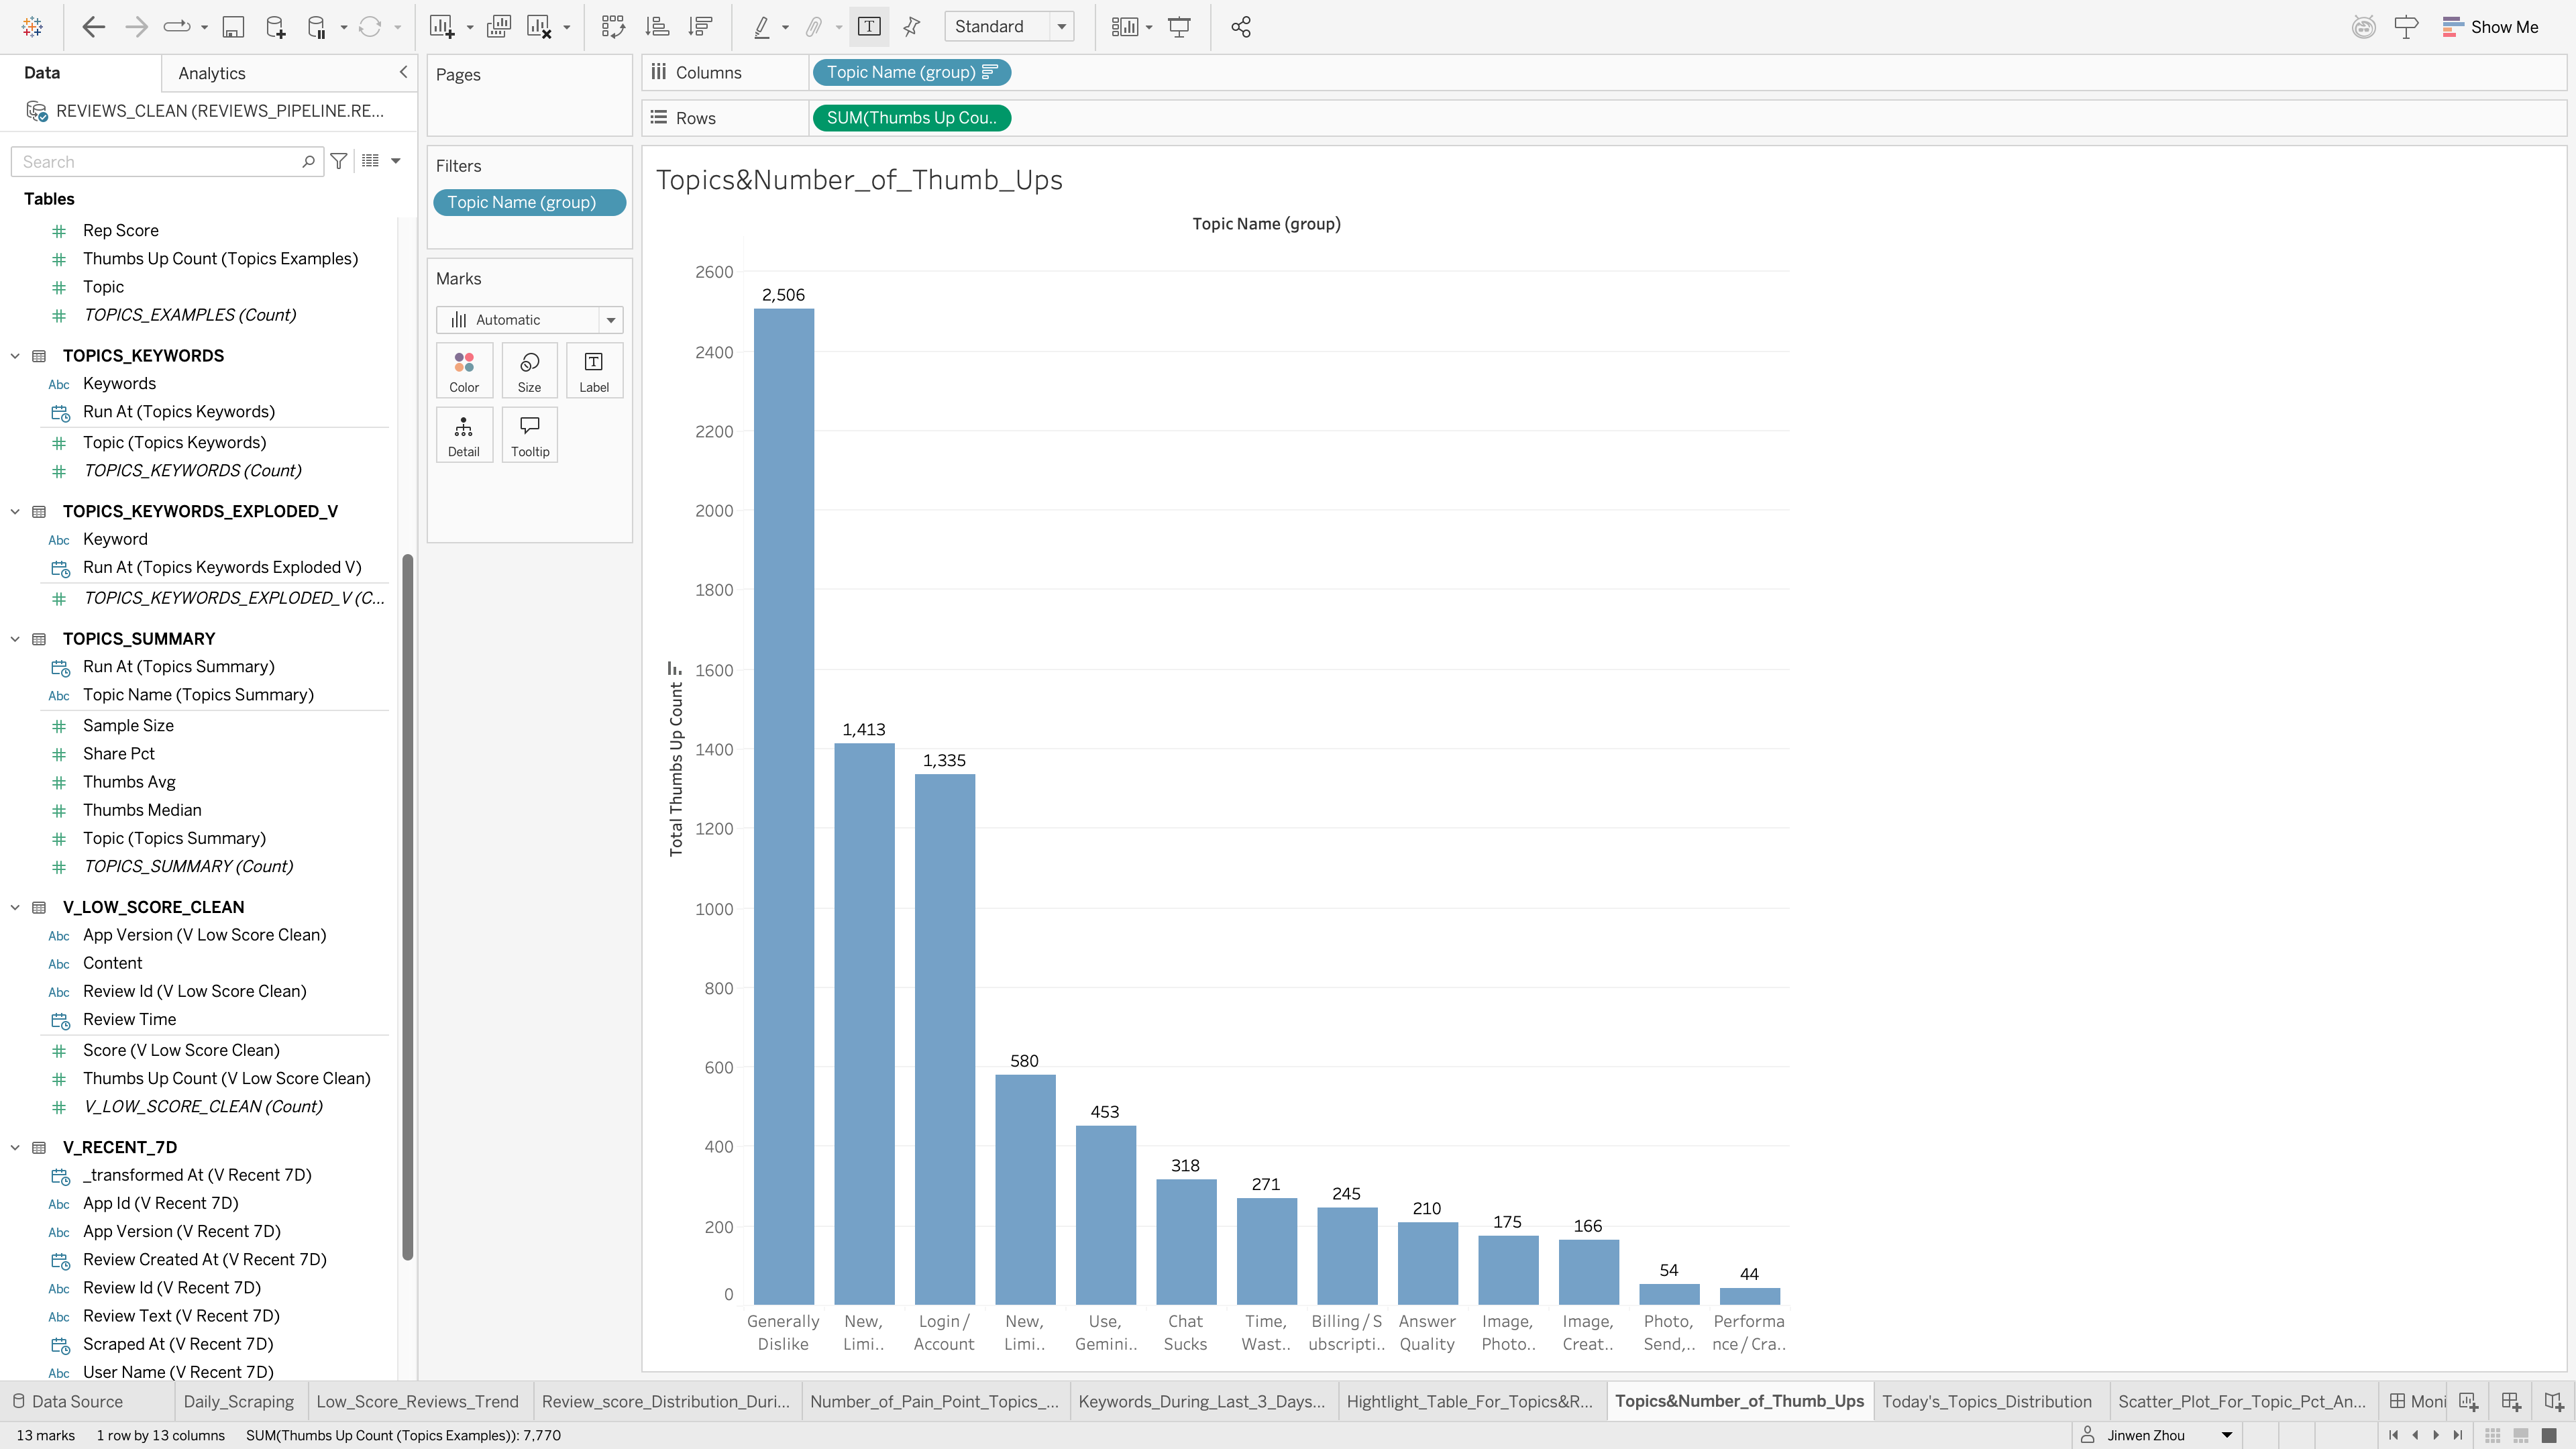 Standard
Show Me
Data
Analytics
REVIEWS_CLEAN (REVIEWS_PIPELINE.RE...
Search
Tables
# Rep Score
# Thumbs Up Count (Topics Examples)
# Topic
# TOPICS_EXAMPLES (Count)
TOPICS_KEYWORDS
Abc Keywords
Run At (Topics Keywords)
# Topic (Topics Keywords)
# TOPICS_KEYWORDS (Count)
TOPICS_KEYWORDS_EXPLODED_V
Abc Keyword
Run At (Topics Keywords Exploded V)
# TOPICS_KEYWORDS_EXPLODED_V (C...
TOPICS_SUMMARY
Run At (Topics Summary)
Abc Topic Name (Topics Summary)
# Sample Size
# Share Pct
# Thumbs Avg
# Thumbs Median
# Topic (Topics Summary)
# TOPICS_SUMMARY (Count)
V_LOW_SCORE_CLEAN
Abc App Version (V Low Score Clean)
Abc Content
Abc Review Id (V Low Score Clean)
Review Time
# Score (V Low Score Clean)
# Thumbs Up Count (V Low Score Clean)
# V_LOW_SCORE_CLEAN (Count)
V_RECENT_7D
_transformed At (V Recent 7D)
Abc App Id (V Recent 7D)
Abc App Version (V Recent 7D)
Review Created At (V Recent 7D)
Abc Review Id (V Recent 7D)
Abc Review Text (V Recent 7D)
Scraped At (V Recent 7D)
Abc User Name (V Recent 7D)
Pages
Filters
Topic Name (group)
Marks
Automatic
Color
Size
Label
Detail
Tooltip
Columns
Topic Name (group)
Rows
SUM(Thumbs Up Cou..
Topics&Number_of_Thumb_Ups
Topic Name (group)
Total Thumbs Up Count
2600
2400
2200
2000
1800
1600
1400
1200
1000
800
600
400
200
0
2,506
1,413
1,335
580
453
318
271
245
210
175
166
54
44
Generally
Dislike
New,
Limi..
Login /
Account
New,
Limi..
Use,
Gemini..
Chat
Sucks
Time,
Wast..
Billing / S
ubscripti..
Answer
Quality
Image,
Photo..
Image,
Creat..
Photo,
Send,..
Performa
nce / Cra..
Data Source
Daily_Scraping
Low_Score_Reviews_Trend
Review_score_Distribution_Duri...
Number_of_Pain_Point_Topics_...
Keywords_During_Last_3_Days...
Hightlight_Table_For_Topics&R...
Topics&Number_of_Thumb_Ups
Today's_Topics_Distribution
Scatter_Plot_For_Topic_Pct_An...
Moni
13 marks
1 row by 13 columns
SUM(Thumbs Up Count (Topics Examples)): 7,770
Jinwen Zhou